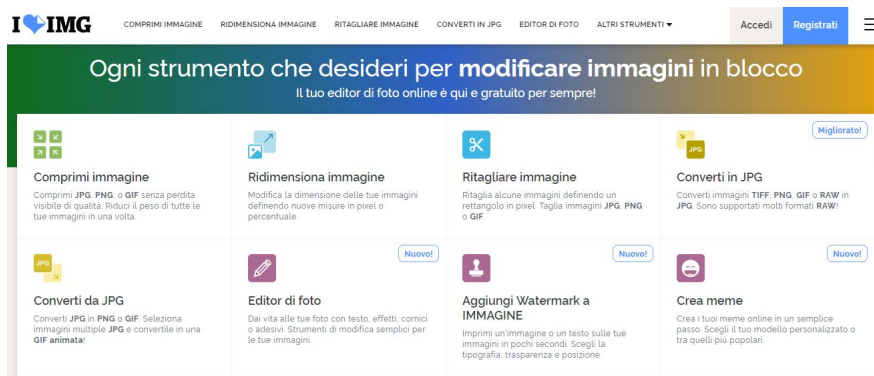 I IMG
COMPRIMI IMMAGINE
RIDIMENSIONA IMMAGINE
RITAGLIARE IMMAGINE
CONVERTI IN JPG
EDITOR DI FOTO
ALTRI STRUMENTI
Accedi
Registrati
Ogni strumento che desideri per modificare immagini in blocco
Il tuo editor di foto online è qui e gratuito per sempre!
Comprimi immagine
Comprimi JPG, PNG, o GIF senza perdita
visibile di qualità. Riduci il peso di tutte le
tue immagini in una volta.
Ridimensiona immagine
Modifica la dimensione delle tue immagini
definendo nuove misure in pixel o
percentuale.
Ritagliare immagine
Ritaglia alcune immagini definendo un
rettangolo in pixel. Taglia immagini JPG, PNG
o GIF.
Migliorato!
JPG
Converti in JPG
Converti immagini TIFF, PNG, GIF o RAW in
JPG. Sono supportati molti formati RAW!
JPG
Converti da JPG
Converti JPG in PNG o GIF. Seleziona
immagini multiple JPG e convertile in una
GIF animata!
Nuovo!
Editor di foto
Dai vita alle tue foto con testo, effetti, cornici
o adesivi. Strumenti di modifica semplici per
le tue immagini.
Nuovo!
Aggiungi Watermark a
IMMAGINE
Imprimi un'immagine o un testo sulle tue
immagini in pochi secondi. Scegli la
tipografia, trasparenza e posizione.
Nuovo!
Crea meme
Crea i tuoi meme online in un semplice
passo. Scegli il tuo modello personalizzato o
tra quelli più popolari.